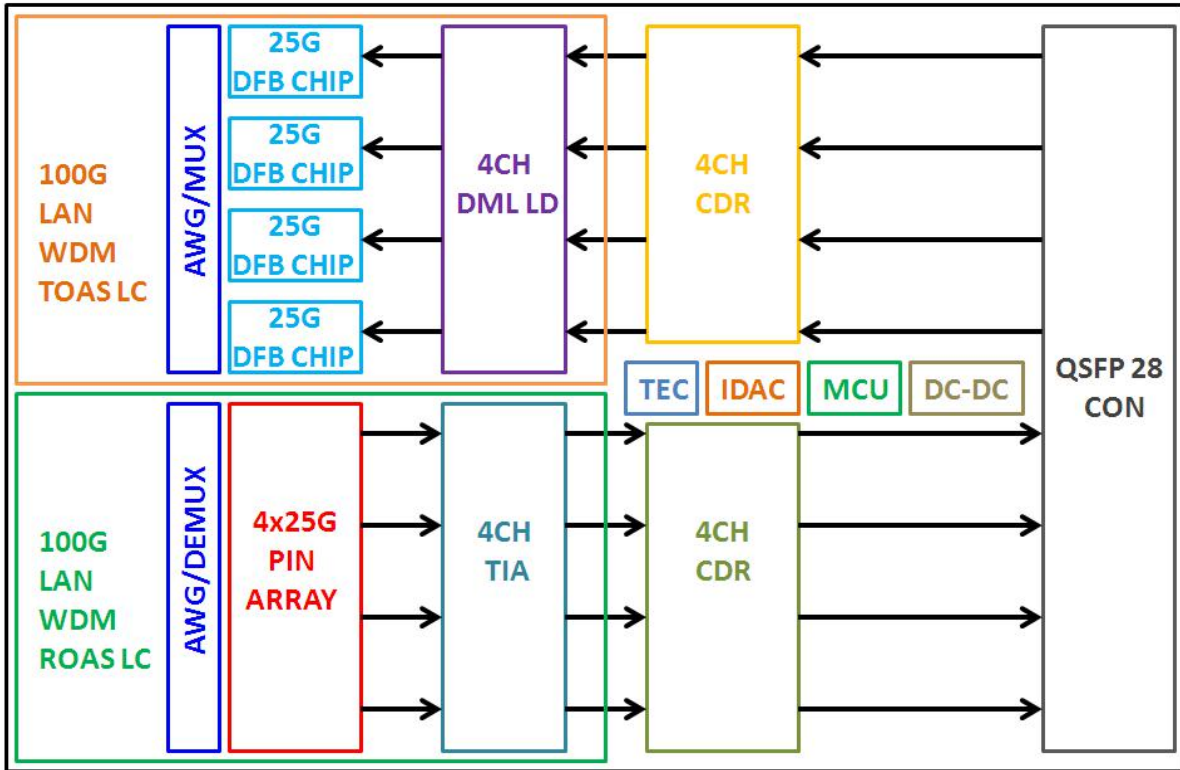 100G
LAN
WDM
TOAS LC
AWG/MUX
25G
DFB CHIP
25G
DFB CHIP
25G
DFB CHIP
25G
DFB CHIP
4CH
DML LD
4CH
CDR
TEC
IDAC
MCU
DC-DC
QSFP 28
CON
100G
LAN
WDM
ROAS LC
AWG/DEMUX
4x25G
PIN
ARRAY
4CH
TIA
4CH
CDR